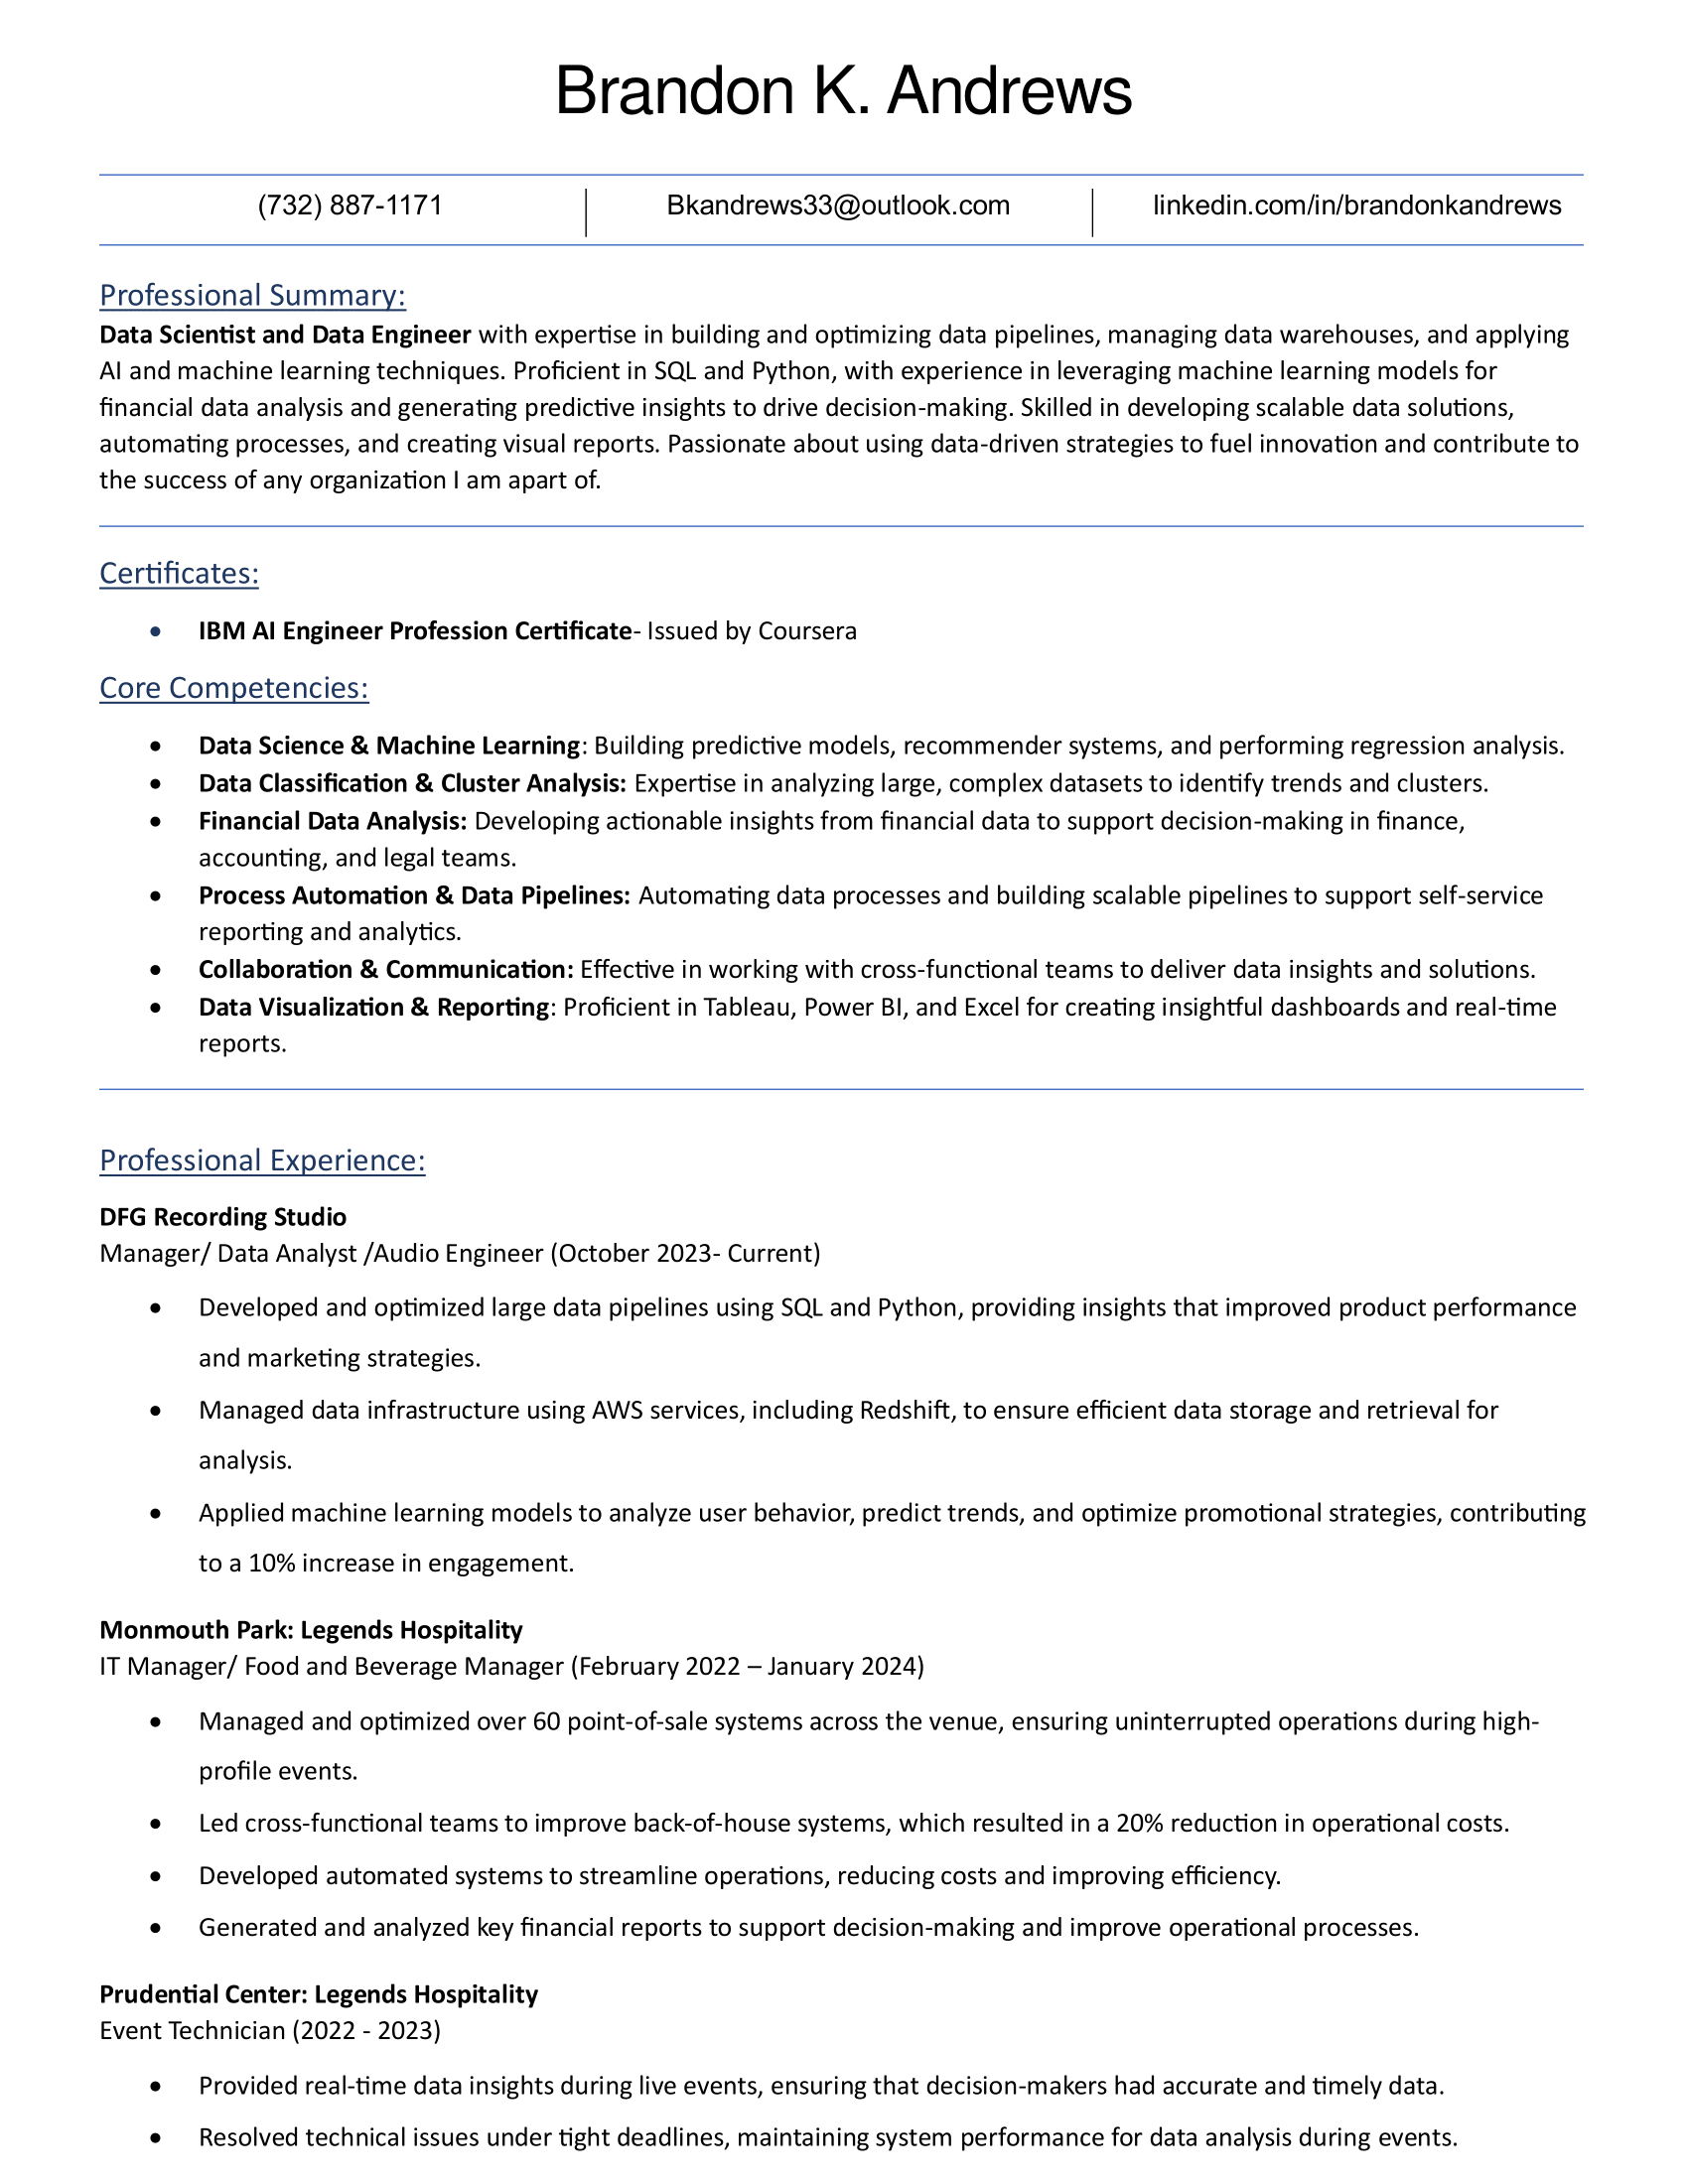 Brandon K. Andrews
(732) 887-1171
Bkandrews33@outlook.com
linkedin.com/in/brandonkandrews
Professional Summary:
Data Scientist and Data Engineer with expertise in building and optimizing data pipelines, managing data warehouses, and applying
AI and machine learning techniques. Proficient in SQL and Python, with experience in leveraging machine learning models for
financial data analysis and generating predictive insights to drive decision-making. Skilled in developing scalable data solutions,
automating processes, and creating visual reports. Passionate about using data-driven strategies to fuel innovation and contribute to
the success of any organization I am apart of.
Certificates:
• IBM AI Engineer Profession Certificate- Issued by Coursera
Core Competencies:
• Data Science & Machine Learning: Building predictive models, recommender systems, and performing regression analysis.
• Data Classification & Cluster Analysis: Expertise in analyzing large, complex datasets to identify trends and clusters.
• Financial Data Analysis: Developing actionable insights from financial data to support decision-making in finance,
accounting, and legal teams.
• Process Automation & Data Pipelines: Automating data processes and building scalable pipelines to support self-service
reporting and analytics.
• Collaboration & Communication: Effective in working with cross-functional teams to deliver data insights and solutions.
• Data Visualization & Reporting: Proficient in Tableau, Power BI, and Excel for creating insightful dashboards and real-time
reports.
Professional Experience:
DFG Recording Studio
Manager/ Data Analyst /Audio Engineer (October 2023- Current)
• Developed and optimized large data pipelines using SQL and Python, providing insights that improved product performance
and marketing strategies.
• Managed data infrastructure using AWS services, including Redshift, to ensure efficient data storage and retrieval for
analysis.
• Applied machine learning models to analyze user behavior, predict trends, and optimize promotional strategies, contributing
to a 10% increase in engagement.
Monmouth Park: Legends Hospitality
IT Manager/ Food and Beverage Manager (February 2022 – January 2024)
• Managed and optimized over 60 point-of-sale systems across the venue, ensuring uninterrupted operations during high-
profile events.
• Led cross-functional teams to improve back-of-house systems, which resulted in a 20% reduction in operational costs.
• Developed automated systems to streamline operations, reducing costs and improving efficiency.
• Generated and analyzed key financial reports to support decision-making and improve operational processes.
Prudential Center: Legends Hospitality
Event Technician (2022 - 2023)
• Provided real-time data insights during live events, ensuring that decision-makers had accurate and timely data.
• Resolved technical issues under tight deadlines, maintaining system performance for data analysis during events.